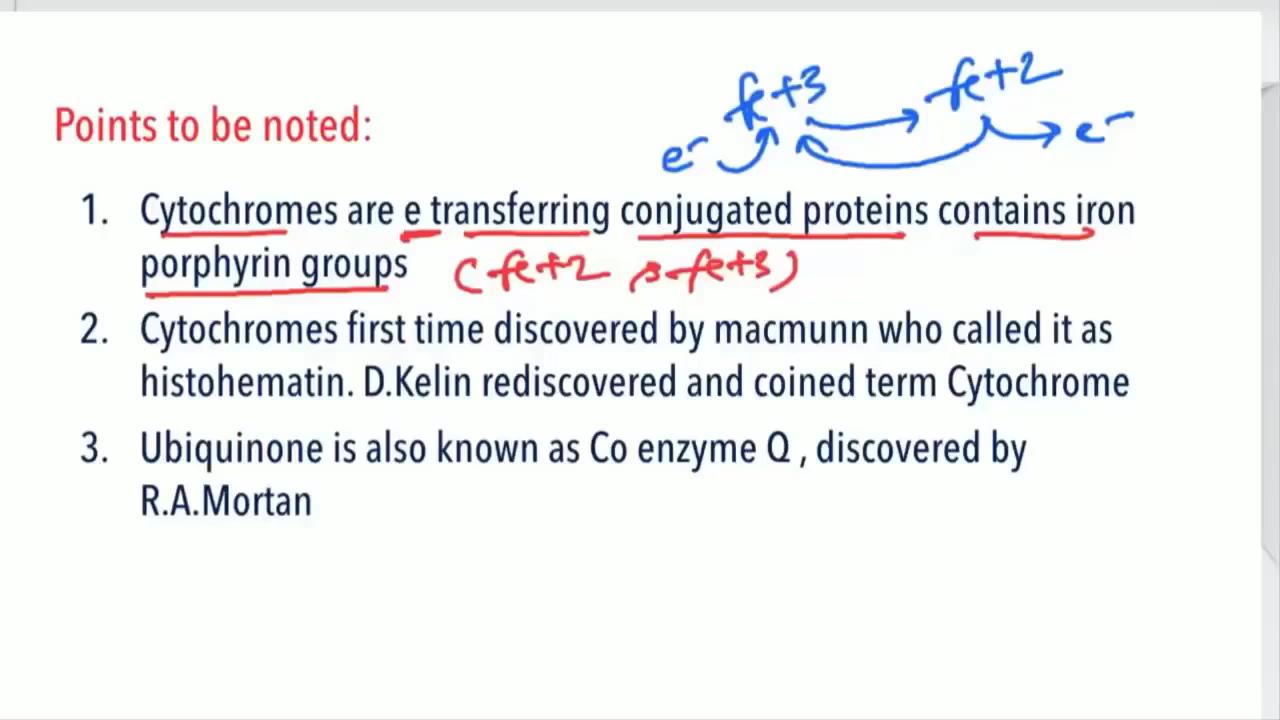 fe+3 fe+2
e- e-
Points to be noted:
1. Cytochromes are e transferring conjugated proteins contains iron
porphyrin groups (fe+2 fe+3)
2. Cytochromes first time discovered by macmunn who called it as
histohematin. D.Kelin rediscovered and coined term Cytochrome
3. Ubiquinone is also known as Co enzyme Q , discovered by
R.A.Mortan